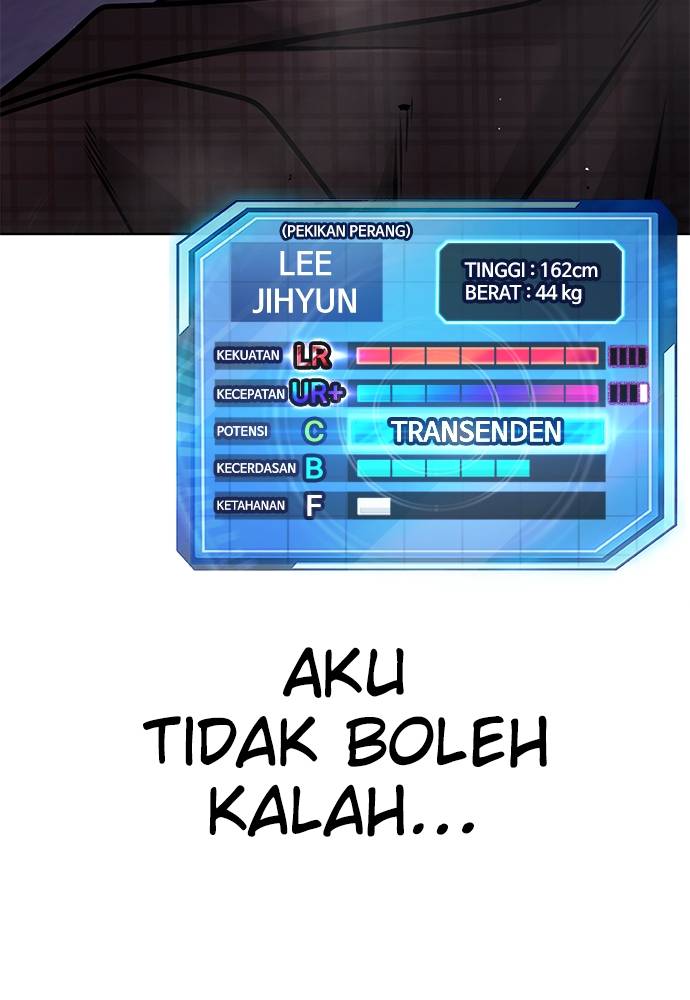 (PEKIKAN PERANG)
LEE
JIHYUN
TINGGI : 162cm
BERAT : 44 kg
KEKUATAN LR
KECEPATAN UR+
POTENSI C TRANSENDEN
KECERDASAN B
KETAHANAN F
AKU
TIDAK BOLEH
KALAH...